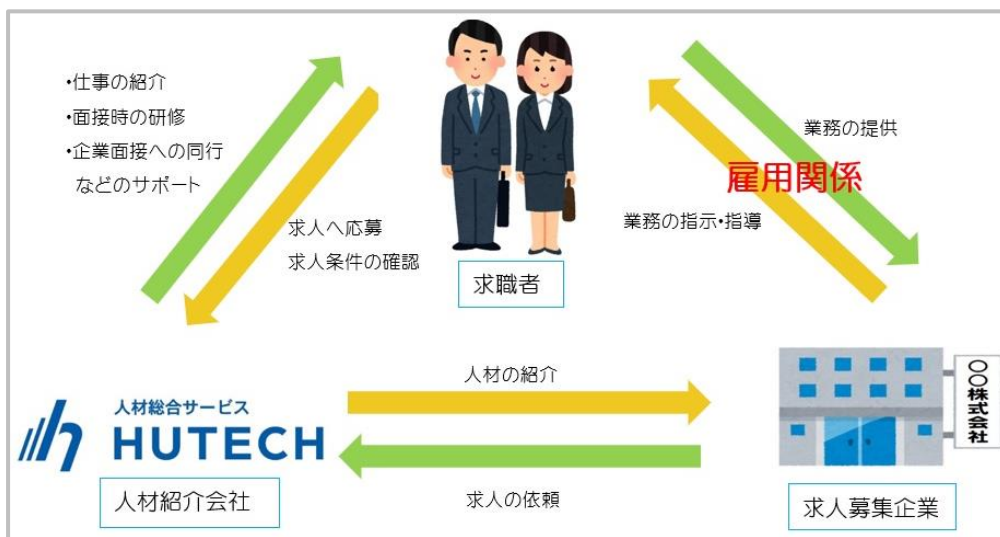 •仕事の紹介
•面接時の研修
•企業面接への同行
などのサポート
求人へ応募
求人条件の確認
求職者
業務の提供
雇用関係
業務の指示•指導
人材の紹介
求人の依頼
人材総合サービス
HUTECH
人材紹介会社
〇〇株式会社
求人募集企業